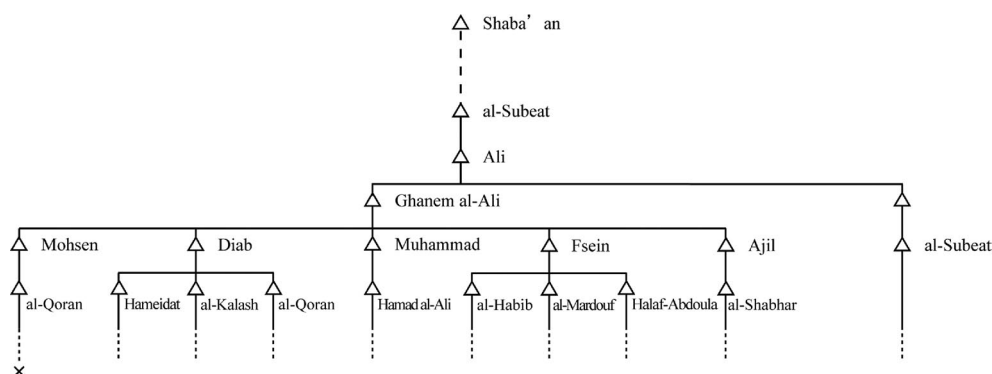 Shaba’ an
al-Subeat
Ali
Ghanem al-Ali
Mohsen Diab Muhammad Fsein Ajil al-Subeat
al-Qoran Hameidat al-Kalash al-Qoran Hamad al-Ali al-Habib al-Mardouf Halaf-Abdoula al-Shabhar
×